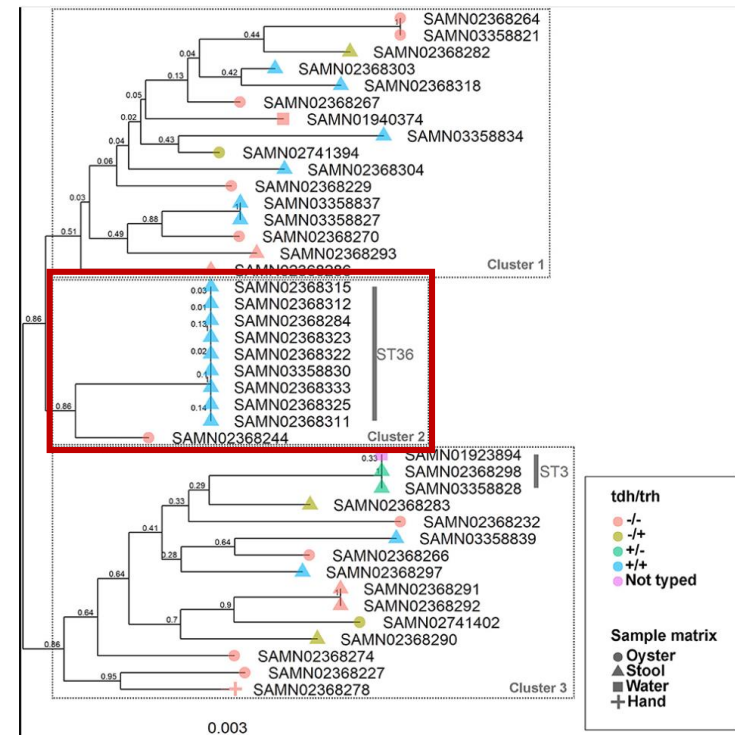 SAMN02368264
SAMN03358821
0.44
SAMN02368282
0.04
SAMN02368303
0.42
SAMN02368318
0.13
SAMN02368267
0.05
SAMN01940374
0.02
SAMN03358834
0.43
SAMN02741394
0.04
SAMN02368304
0.06
SAMN02368229
0.03
SAMN03358837
0.88
SAMN03358827
0.51
0.49
SAMN02368270
SAMN02368293
Cluster 1
0.03
SAMN02368315
0.01
SAMN02368312
0.13
SAMN02368284
0.86
SAMN02368323
0.02
SAMN02368322
ST36
0.1
SAMN03358830
SAMN02368333
0.14
SAMN02368325
0.86
SAMN02368311
SAMN02368244
Cluster 2
0.33
SAMN01923894
SAMN02368298
ST3
0.29
SAMN03358828
0.33
SAMN02368283
SAMN02368232
0.41
0.64
SAMN03358839
0.28
SAMN02368266
SAMN02368297
0.64
SAMN02368291
0.9
SAMN02368292
0.64
0.7
SAMN02741402
SAMN02368290
0.86
SAMN02368274
0.95
SAMN02368227
SAMN02368278
Cluster 3
0.003
tdh/trh
-/-
-/+
+/-
+/+
Not typed
Sample matrix
Oyster
Stool
Water
Hand